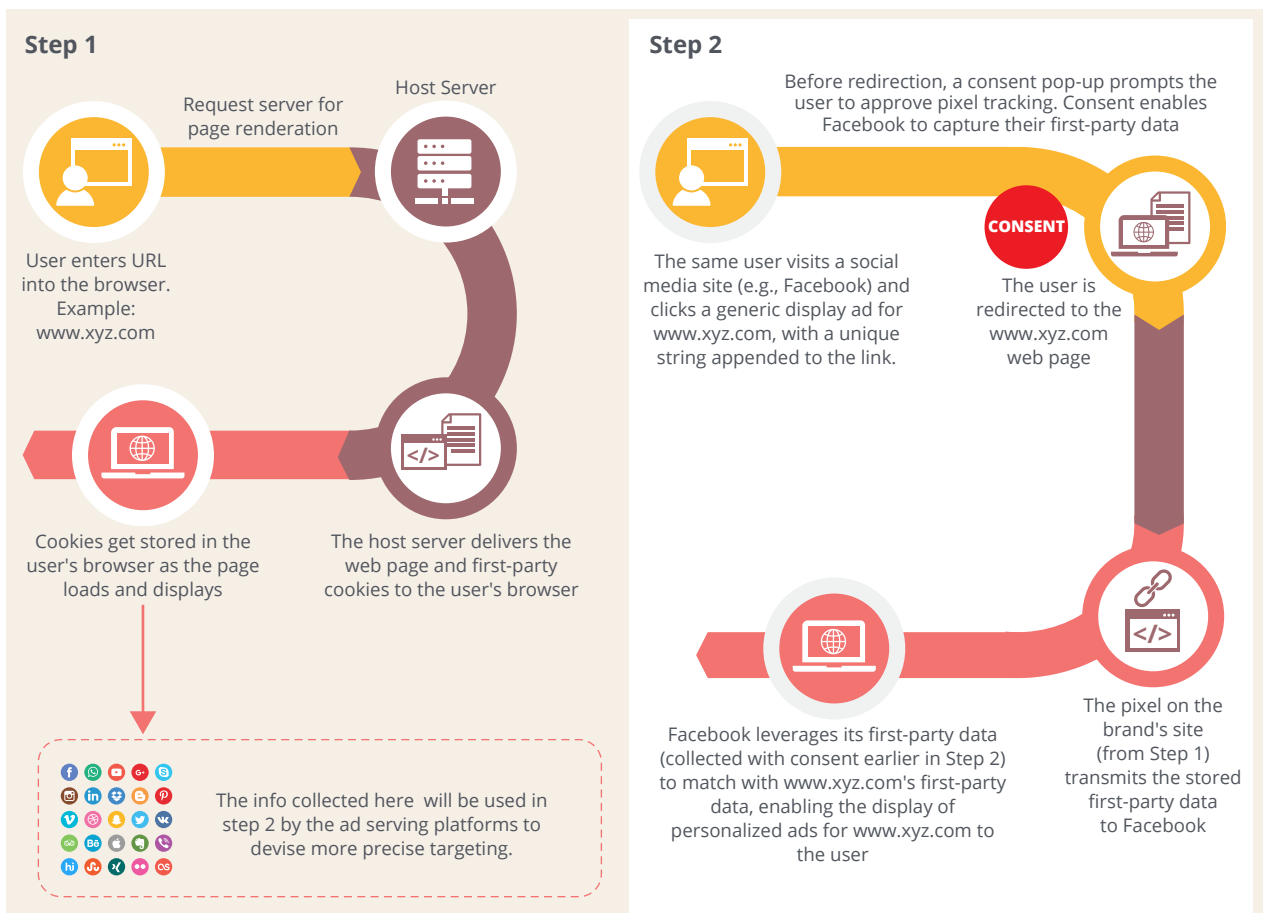 Step 1
Request server for
page renderation
Host Server
User enters URL
into the browser.
Example:
www.xyz.com
</>
Cookies get stored in the
user's browser as the page
loads and displays
The host server delivers the
web page and first-party
cookies to the user's browser
f
G+
S
in
B
V
VK
Bē
hi
os
The info collected here will be used in
step 2 by the ad serving platforms to
devise more precise targeting.
Step 2
Before redirection, a consent pop-up prompts the
user to approve pixel tracking. Consent enables
Facebook to capture their first-party data
CONSENT
The same user visits a social
media site (e.g., Facebook) and
clicks a generic display ad for
www.xyz.com, with a unique
string appended to the link.
The user is
redirected to the
www.xyz.com
web page
</>
The pixel on the
brand's site
(from Step 1)
transmits the stored
first-party data
to Facebook
Facebook leverages its first-party data
(collected with consent earlier in Step 2)
to match with www.xyz.com's first-party
data, enabling the display of
personalized ads for www.xyz.com to
the user